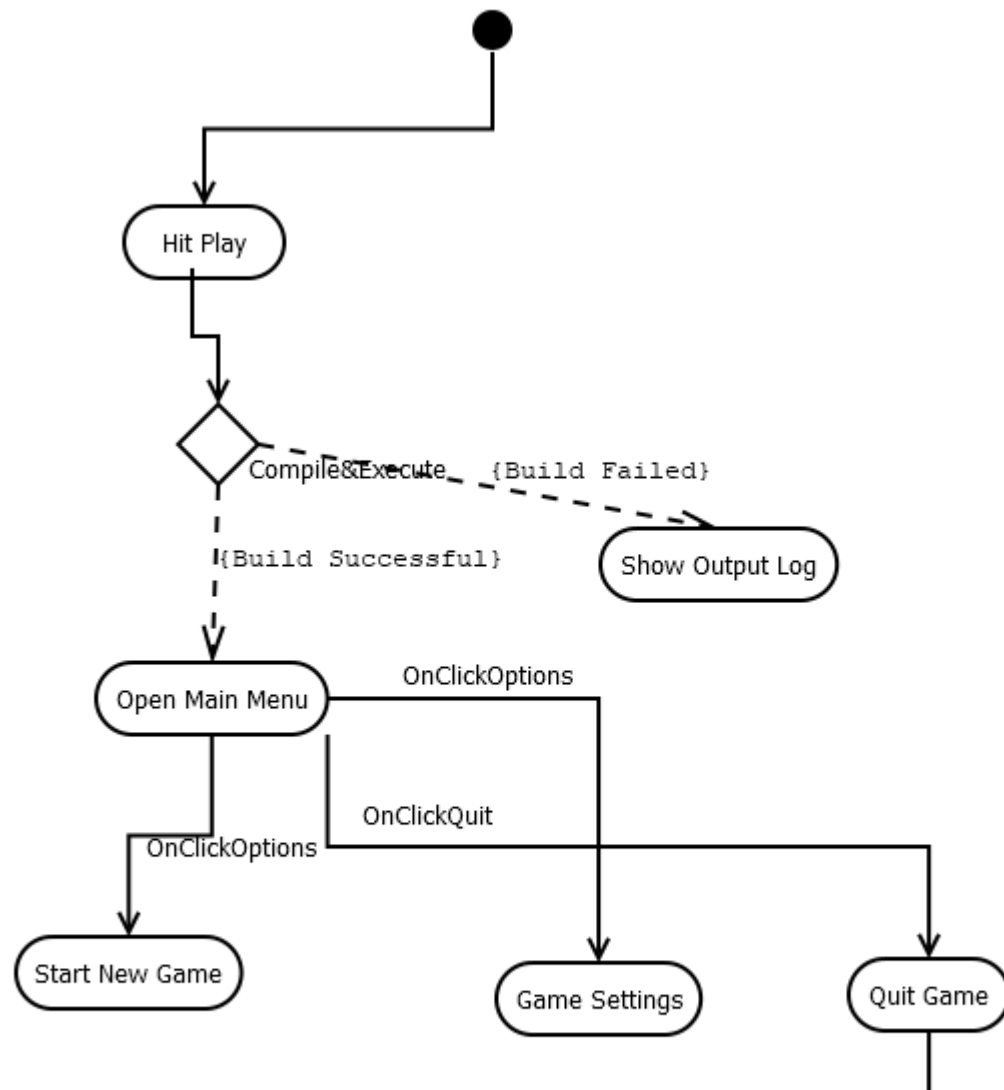 Hit Play
Compile&Execute
{Build Failed}
{Build Successful}
Show Output Log
OnClickOptions
Open Main Menu
OnClickQuit
OnClickOptions
Start New Game
Game Settings
Quit Game